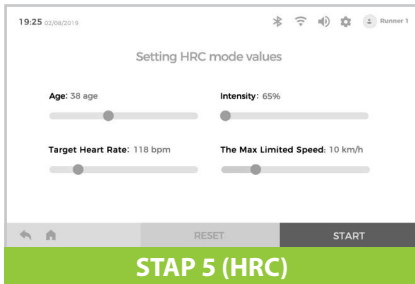 19:25 02/08/2019 Runner 1
Setting HRC mode values
Age: 38 age Intensity: 65%
Target Heart Rate: 118 bpm The Max Limited Speed: 10 km/h
RESET START
STAP 5 (HRC)